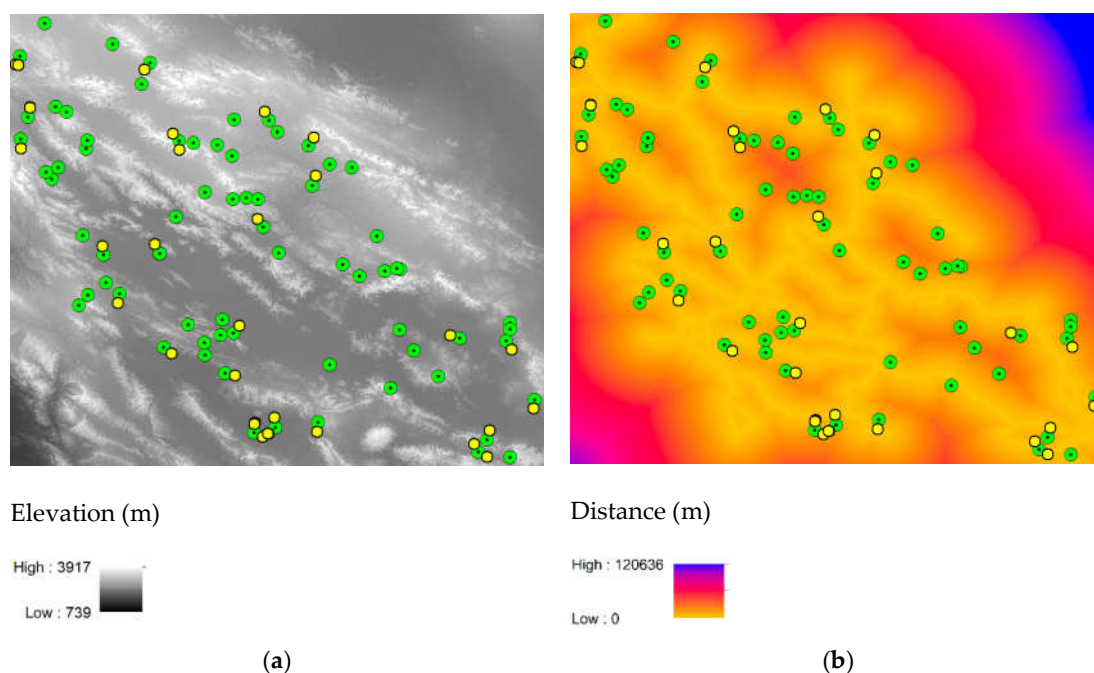 Elevation (m)
High : 3917
Low : 739
(a)
Distance (m)
High : 120636
Low : 0
(b)